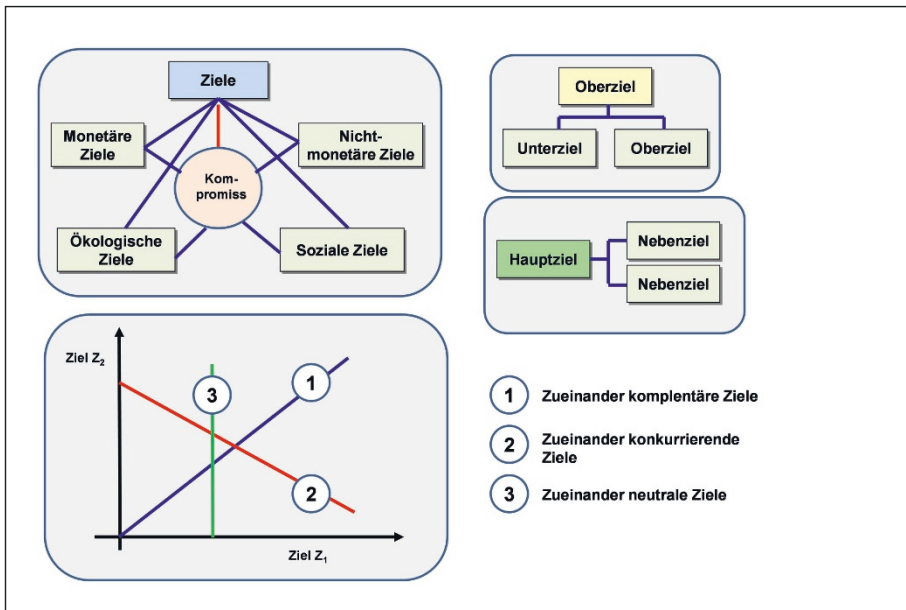 Ziele
Monetäre
Ziele
Nicht-
monetäre Ziele
Kom-
promiss
Ökologische
Ziele
Soziale Ziele
Oberziel
Unterziel
Oberziel
Hauptziel
Nebenziel
Nebenziel
Ziel Z2
3
1
2
Ziel Z1
1 Zueinander komplentäre Ziele
2 Zueinander konkurrierende
Ziele
3 Zueinander neutrale Ziele